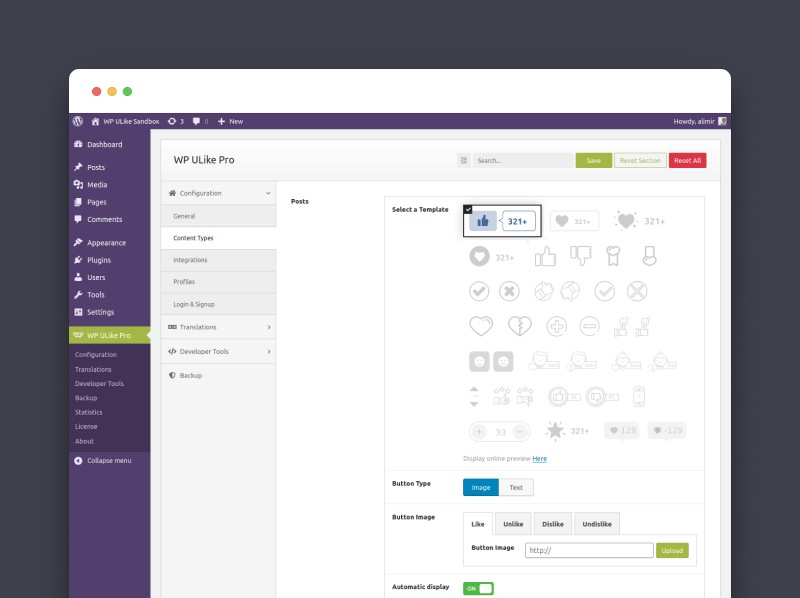 WP ULike Sandbox 3 0 New Howdy, alimir
Dashboard
Posts
Media
Pages
Comments
Appearance
Plugins
Users
Tools
Settings
WP ULike Pro
Configuration
Translations
Developer Tools
Backup
Statistics
License
About
Collapse menu
WP ULike Pro
Search... Save Reset Section Reset All
Configuration
General
Content Types
Integrations
Profiles
Login & Signup
Translations
Developer Tools
Backup
Posts
Select a Template
321+ 321+ 321+
321+
33 321+ 129 -129
Display online preview Here
Button Type Image Text
Button Image Like Unlike Dislike Undislike
Button Image http:// Upload
Automatic display ON